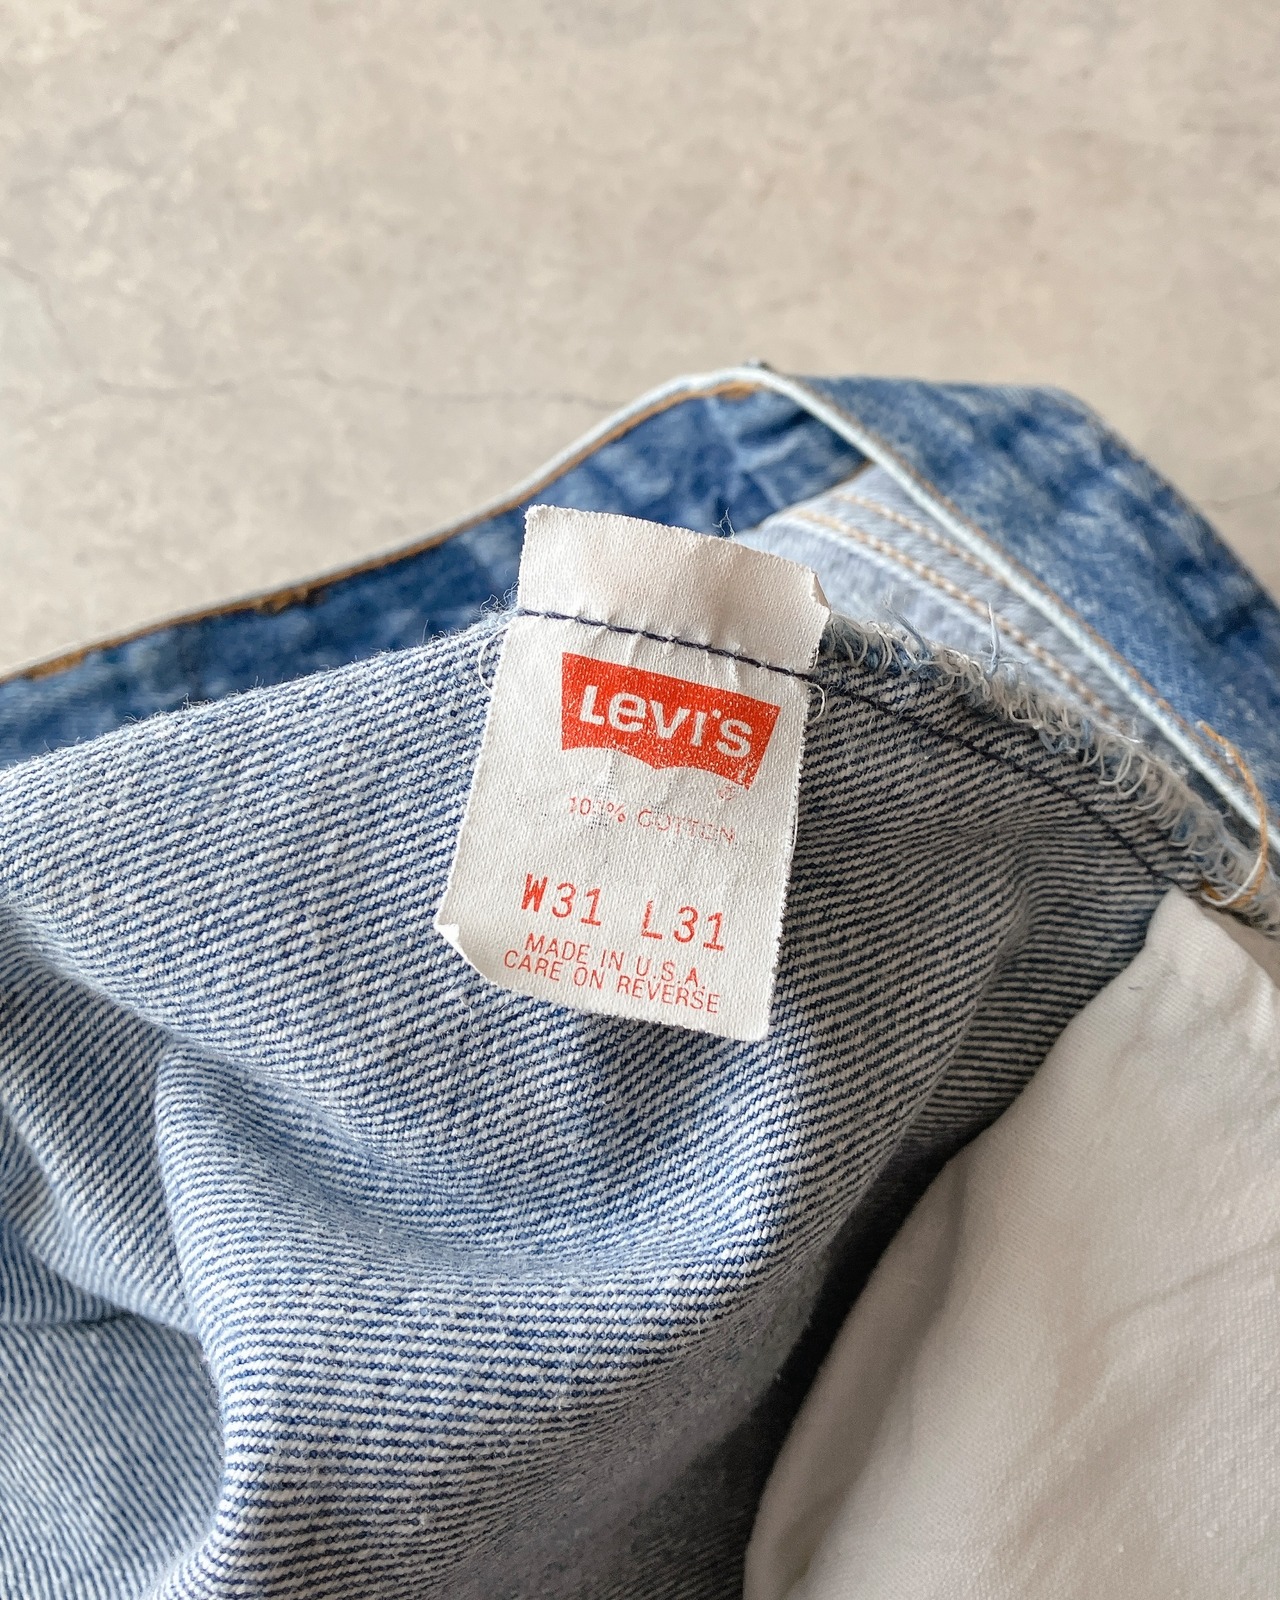 Levi's
®
100% COTTON
W31 L31
MADE IN U.S.A.
CARE ON REVERSE